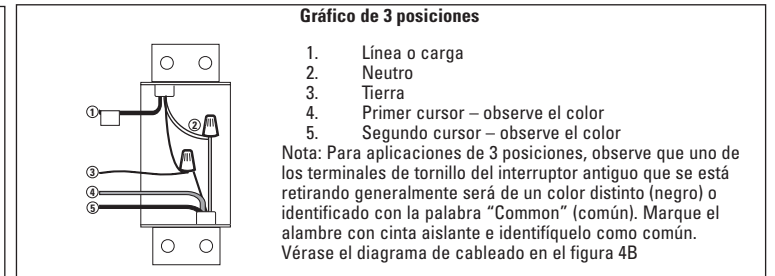 Gráfico de 3 posiciones
①
②
③
④
⑤
1. Línea o carga
2. Neutro
3. Tierra
4. Primer cursor – observe el color
5. Segundo cursor – observe el color
Nota: Para aplicaciones de 3 posiciones, observe que uno de
los terminales de tornillo del interruptor antiguo que se está
retirando generalmente será de un color distinto (negro) o
identificado con la palabra “Common” (común). Marque el
alambre con cinta aislante e identifíquelo como común.
Vérase el diagrama de cableado en el figura 4B